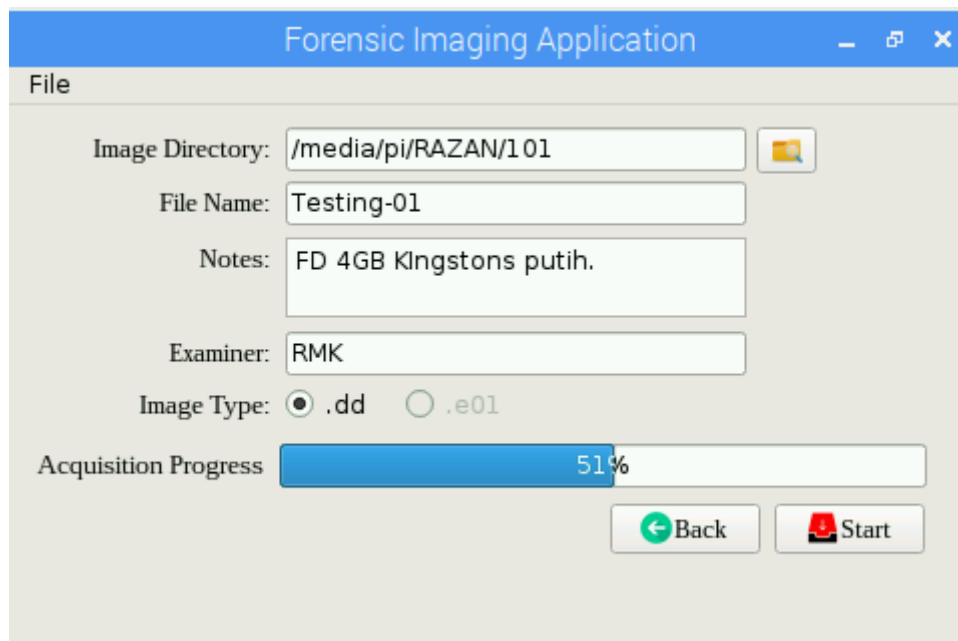 Forensic Imaging Application
File
Image Directory: /media/pi/RAZAN/101
File Name: Testing-01
Notes: FD 4GB KIngstons putih.
Examiner: RMK
Image Type: .dd .e01
Acquisition Progress 51%
Back Start